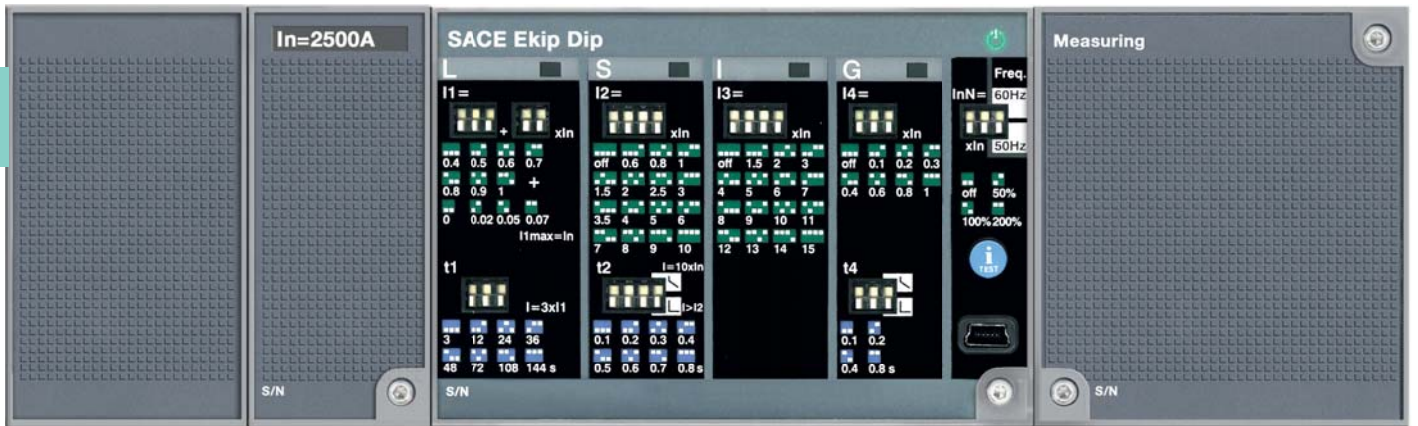 In=2500A
SACE Ekip Dip
L
I1=
+ xIn
0.4 0.5 0.6 0.7
0.8 0.9 1 +
0 0.02 0.05 0.07
I1max=In
t1
I=3xI1
3 12 24 36
48 72 108 144 s
S
I2=
xIn
off 0.6 0.8 1
1.5 2 2.5 3
3.5 4 5 6
7 8 9 10
t2 I=10xIn
I>I2
0.1 0.2 0.3 0.4
0.5 0.6 0.7 0.8 s
I
I3=
xIn
off 1.5 2 3
4 5 6 7
8 9 10 11
12 13 14 15
G
I4=
xIn
off 0.1 0.2 0.3
0.4 0.6 0.8 1
t4
0.1 0.2
0.4 0.8 s
Freq.
InN= 60Hz
xIn 50Hz
off 50%
100% 200%
i
TEST
Measuring
S/N
S/N
S/N